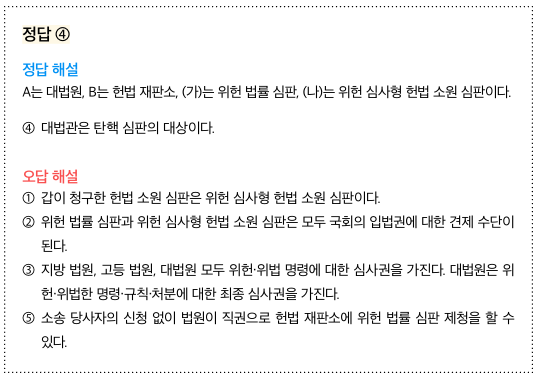 정답 ④
정답 해설
A는 대법원, B는 헌법 재판소, (가)는 위헌 법률 심판, (나)는 위헌 심사형 헌법 소원 심판이다.
④ 대법관은 탄핵 심판의 대상이다.
오답 해설
① 갑이 청구한 헌법 소원 심판은 위헌 심사형 헌법 소원 심판이다.
② 위헌 법률 심판과 위헌 심사형 헌법 소원 심판은 모두 국회의 입법권에 대한 견제 수단이
된다.
③ 지방 법원, 고등 법원, 대법원 모두 위헌·위법 명령에 대한 심사권을 가진다. 대법원은 위
헌·위법한 명령·규칙·처분에 대한 최종 심사권을 가진다.
⑤ 소송 당사자의 신청 없이 법원이 직권으로 헌법 재판소에 위헌 법률 심판 제청을 할 수
있다.